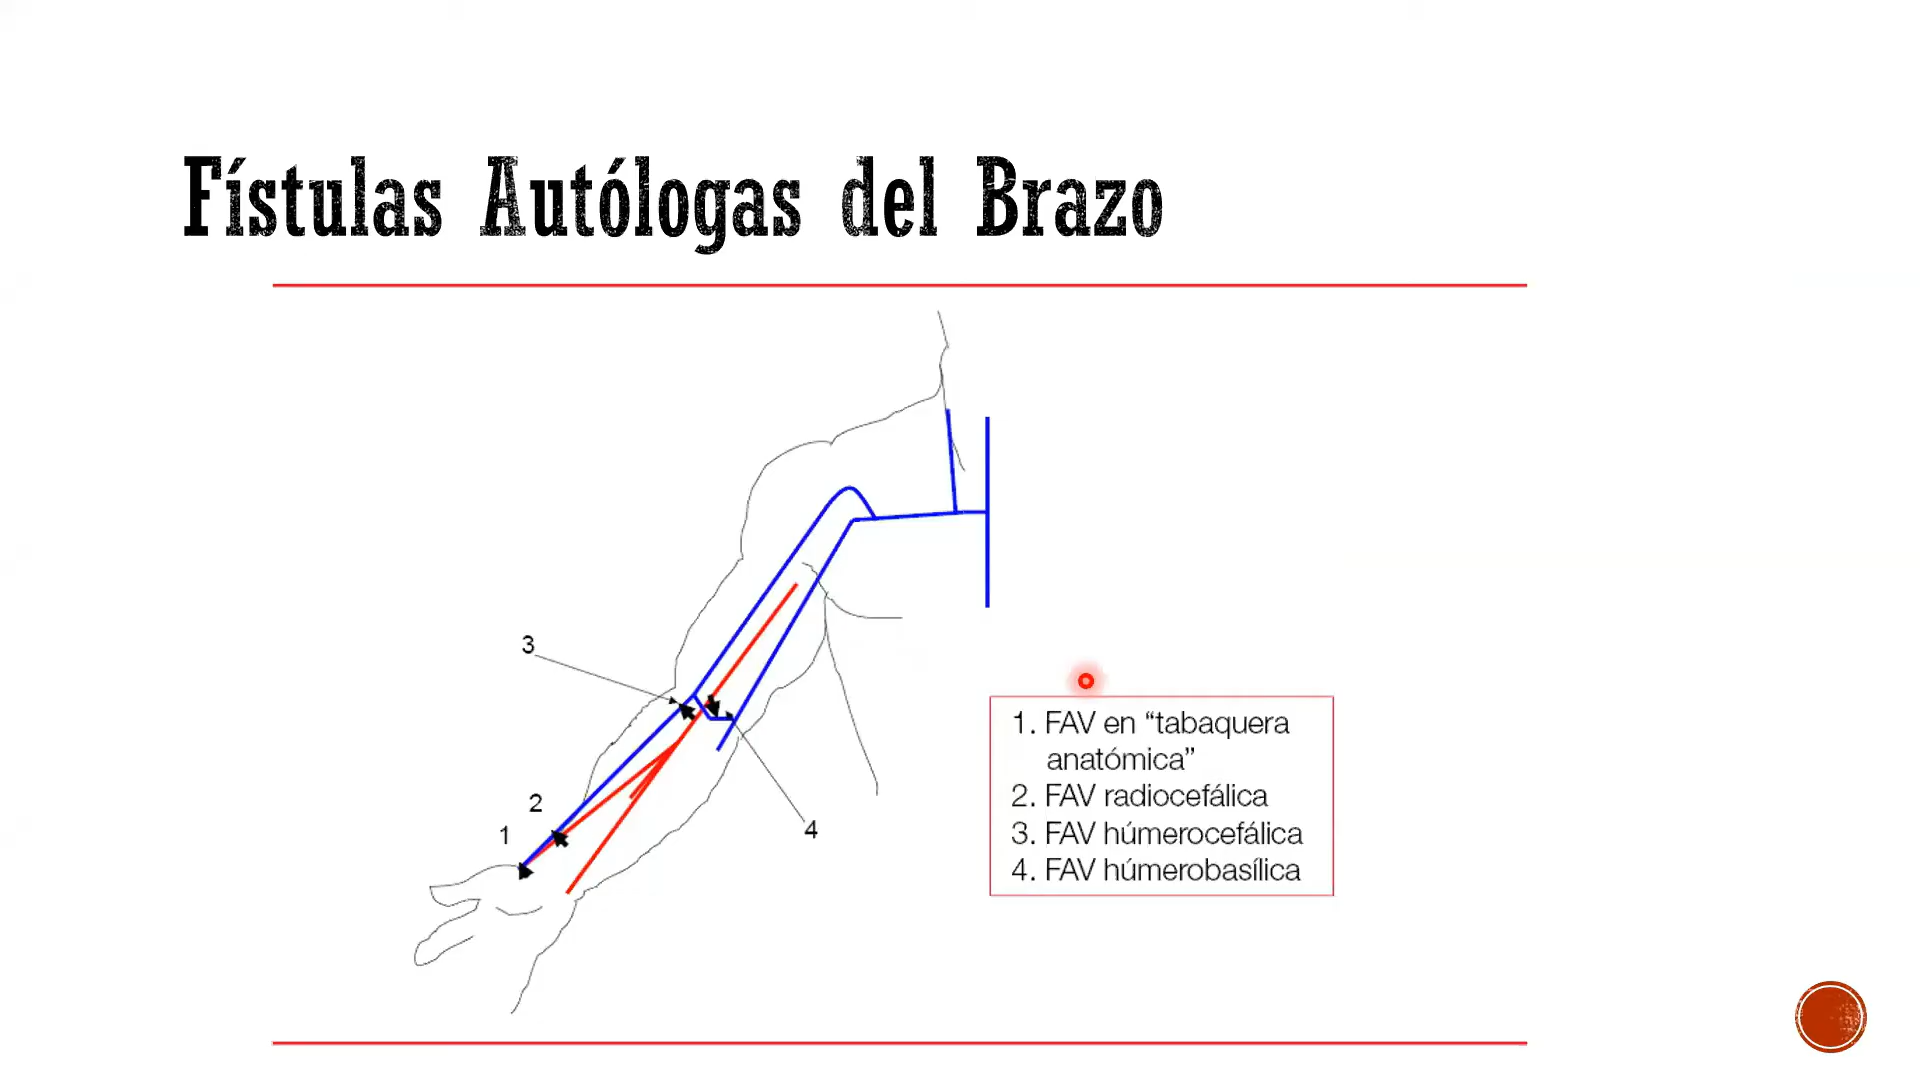 Fístulas Autólogas del Brazo
3
2
1
4
1. FAV en “tabaquera
anatómica”
2. FAV radiocefálica
3. FAV húmerocefálica
4. FAV húmerobasílica